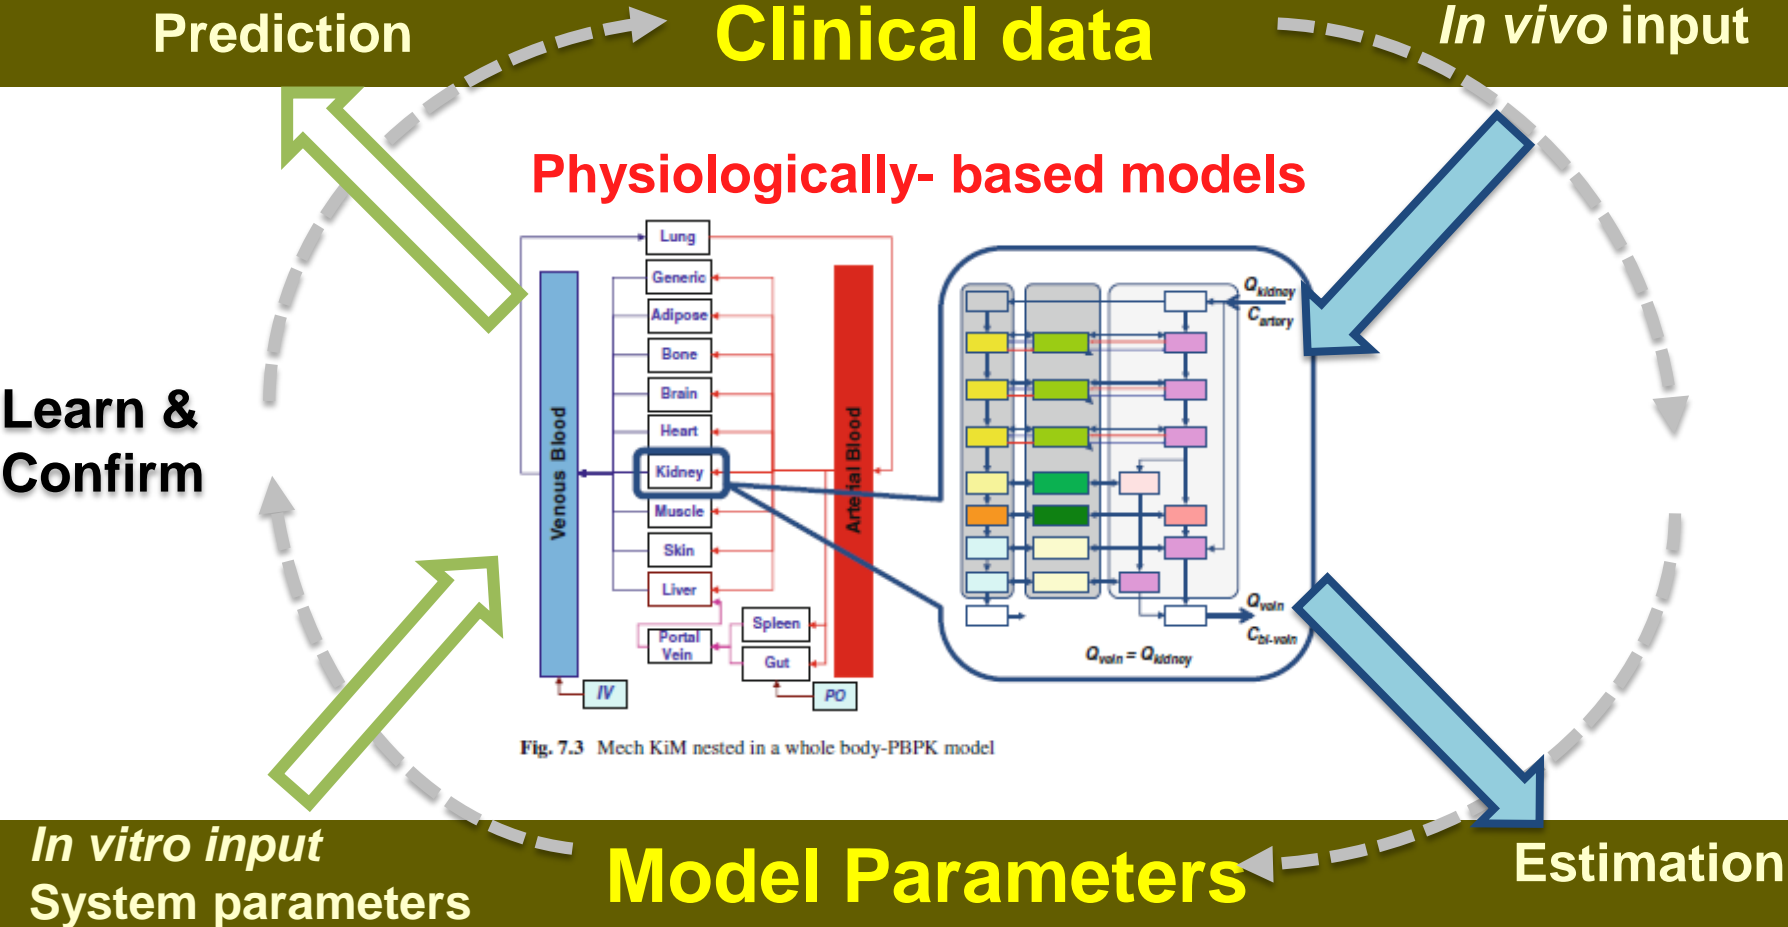 Prediction
Clinical data
In vivo input
Physiologically- based models
Learn &
Confirm
Lung
Generic
Adipose
Bone
Brain
Heart
Kidney
Muscle
Skin
Liver
Portal
Vein
Spleen
Gut
Venous Blood
Arterial Blood
IV
PO
Qkidney
Cartery
Qvein
Cbl-vein
Qvein = Qkidney
Fig. 7.3 Mech KiM nested in a whole body-PBPK model
In vitro input
System parameters
Model Parameters
Estimation